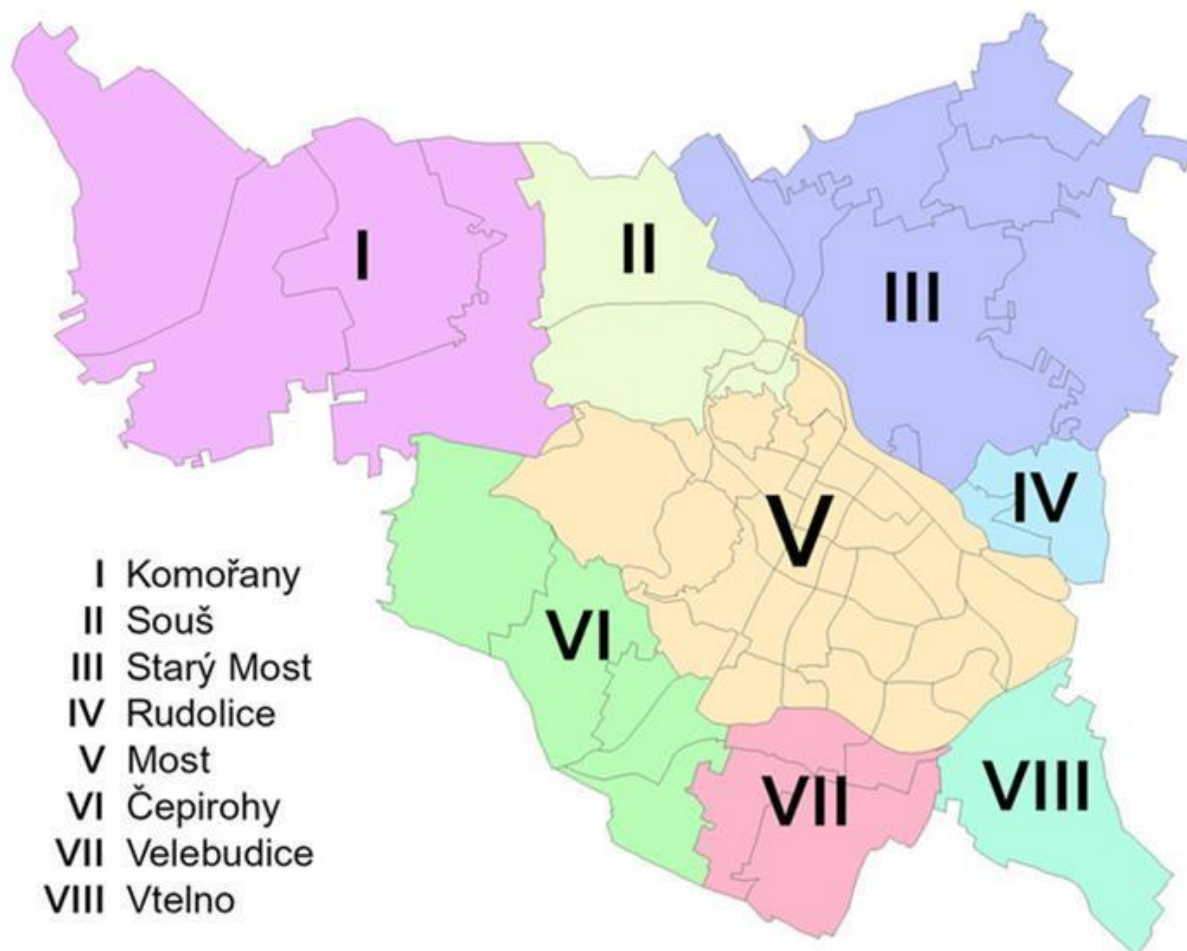 I
II
III
IV
V
VI
VII
VIII
I Komořany
II Souš
III Starý Most
IV Rudolice
V Most
VI Čepirohy
VII Velebudice
VIII Vtelno